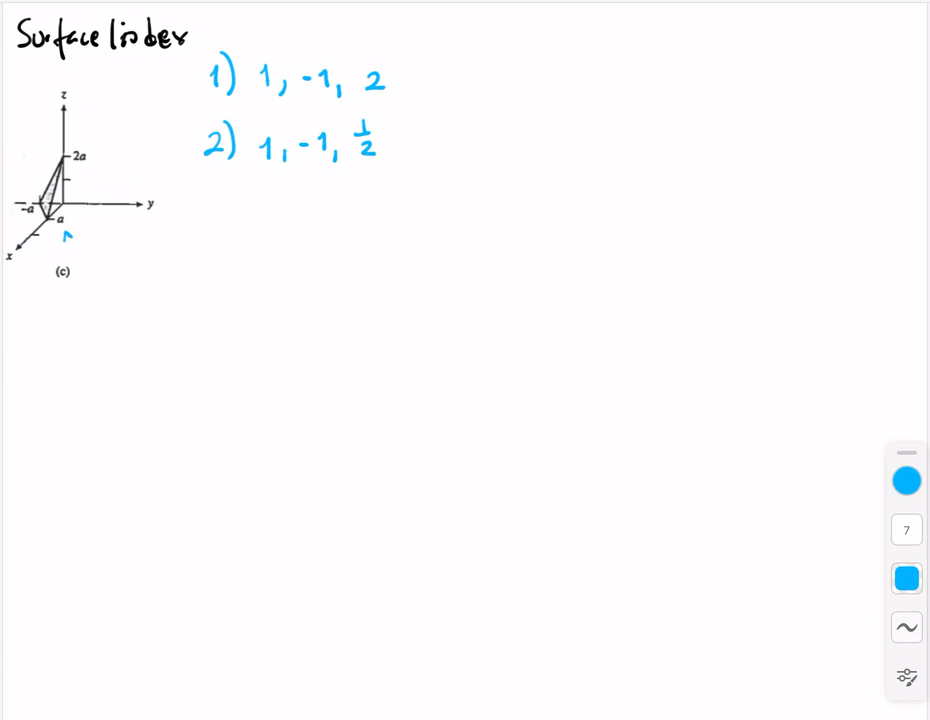 Surface Index
1) 1, -1, 2
2) 1, -1, 1/2
z
2a
-a
y
a
x
(c)
7